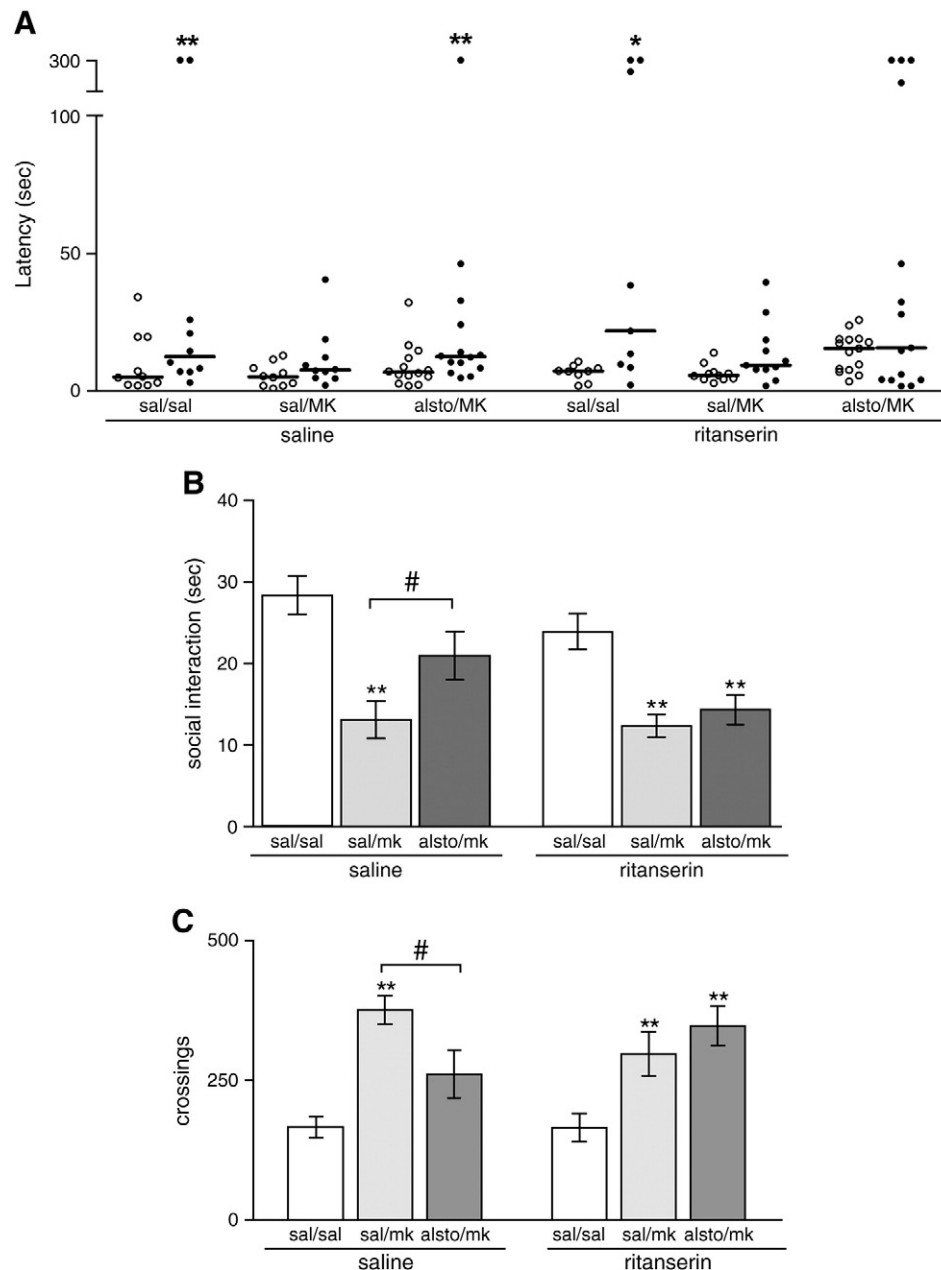 A
** ** *
300
100
50
0
Latency (sec)
sal/sal sal/MK alsto/MK sal/sal sal/MK alsto/MK
saline ritanserin
B
40
30
20
10
0
social interaction (sec)
#
** ** **
sal/sal sal/mk alsto/mk sal/sal sal/mk alsto/mk
saline ritanserin
C
500
250
0
crossings
#
** ** **
sal/sal sal/mk alsto/mk sal/sal sal/mk alsto/mk
saline ritanserin